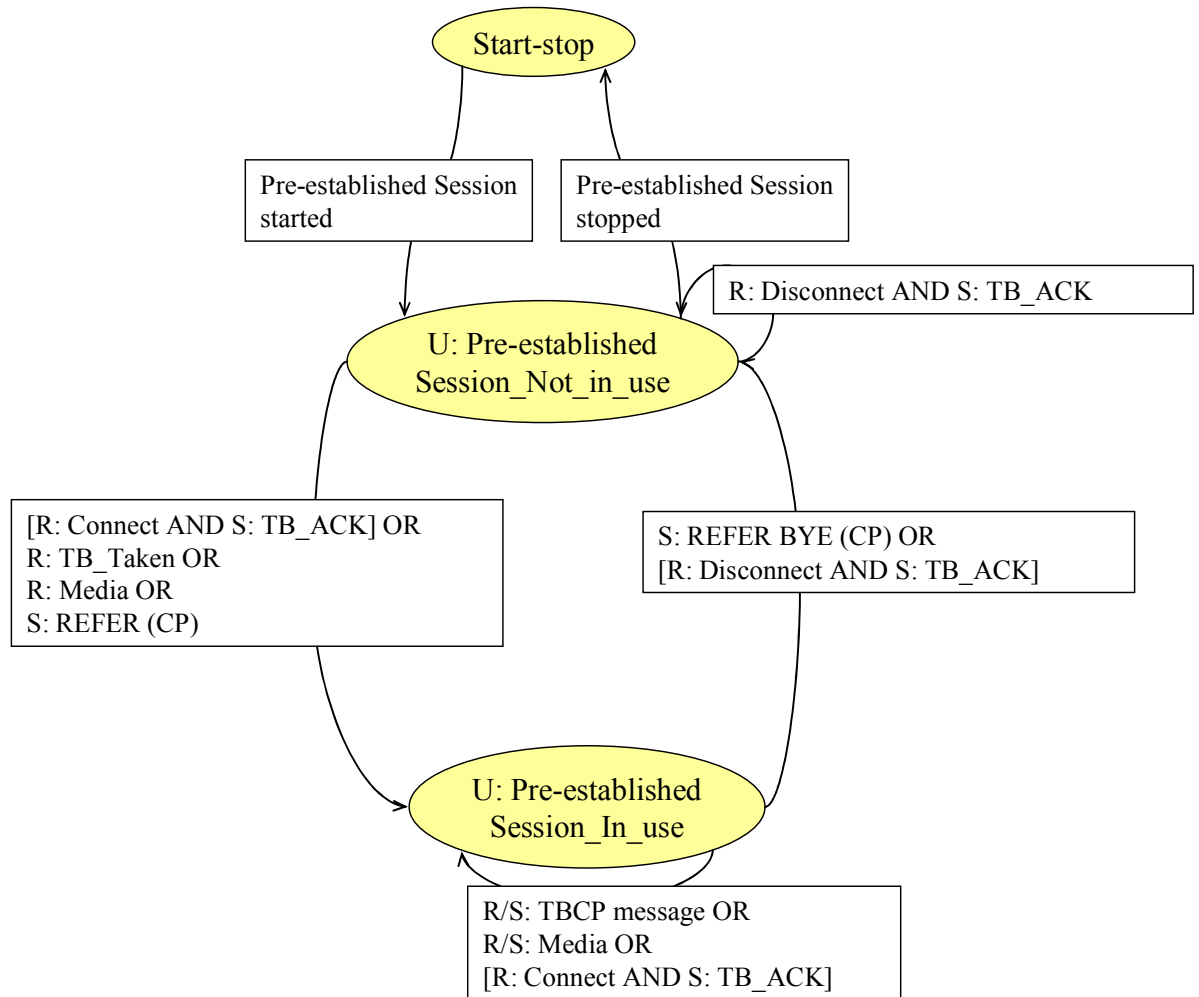 Start-stop
Pre-established Session
started
Pre-established Session
stopped
R: Disconnect AND S: TB_ACK
U: Pre-established
Session_Not_in_use
[R: Connect AND S: TB_ACK] OR
R: TB_Taken OR
R: Media OR
S: REFER (CP)
S: REFER BYE (CP) OR
[R: Disconnect AND S: TB_ACK]
U: Pre-established
Session_In_use
R/S: TBCP message OR
R/S: Media OR
[R: Connect AND S: TB_ACK]